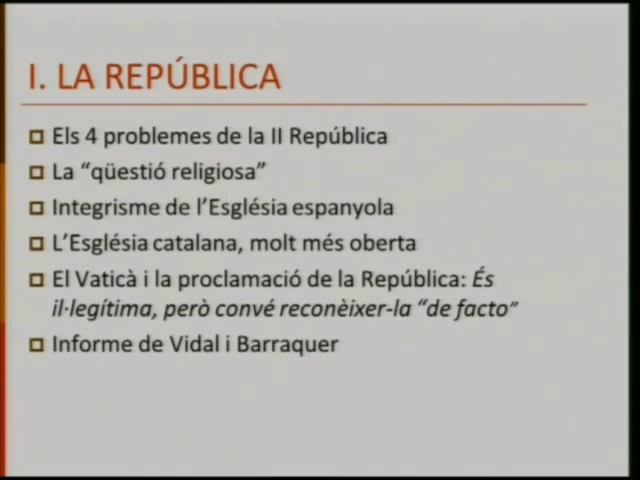 I. LA REPÚBLICA
Els 4 problemes de la II República
La “qüestió religiosa”
Integrisme de l’Església espanyola
L’Església catalana, molt més oberta
El Vaticà i la proclamació de la República: És
il·legítima, però convé reconèixer-la “de facto”
Informe de Vidal i Barraquer